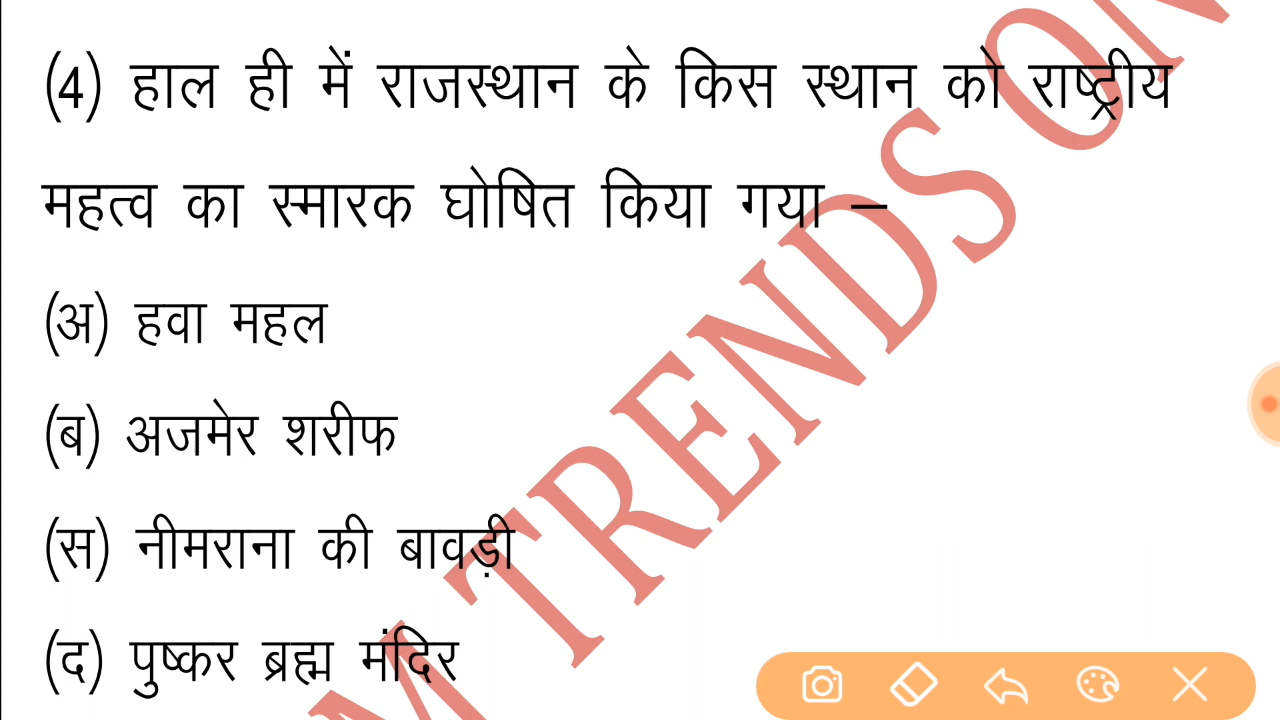 (4) हाल ही में राजस्थान के किस स्थान को राष्ट्रीय
महत्व का स्मारक घोषित किया गया –
(अ) हवा महल
(ब) अजमेर शरीफ
(स) नीमराना की बावड़ी
(द) पुष्कर ब्रह्म मंदिर
M TRENDS ON